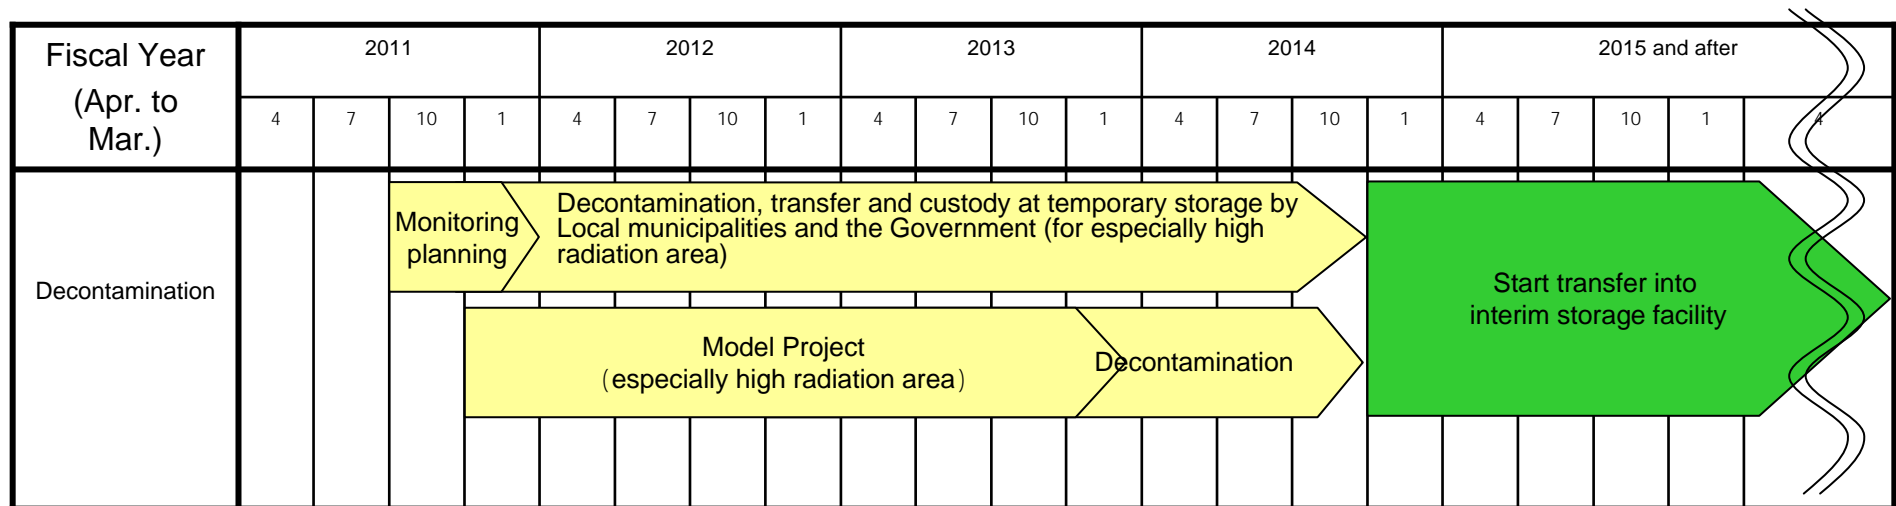 Fiscal Year
(Apr. to
Mar.)
2011
2012
2013
2014
2015 and after
4 7 10 1 4 7 10 1 4 7 10 1 4 7 10 1 4 7 10 1 4
Decontamination
Monitoring
planning
Decontamination, transfer and custody at temporary storage by
Local municipalities and the Government (for especially high
radiation area)
Model Project
(especially high radiation area)
Decontamination
Start transfer into
interim storage facility